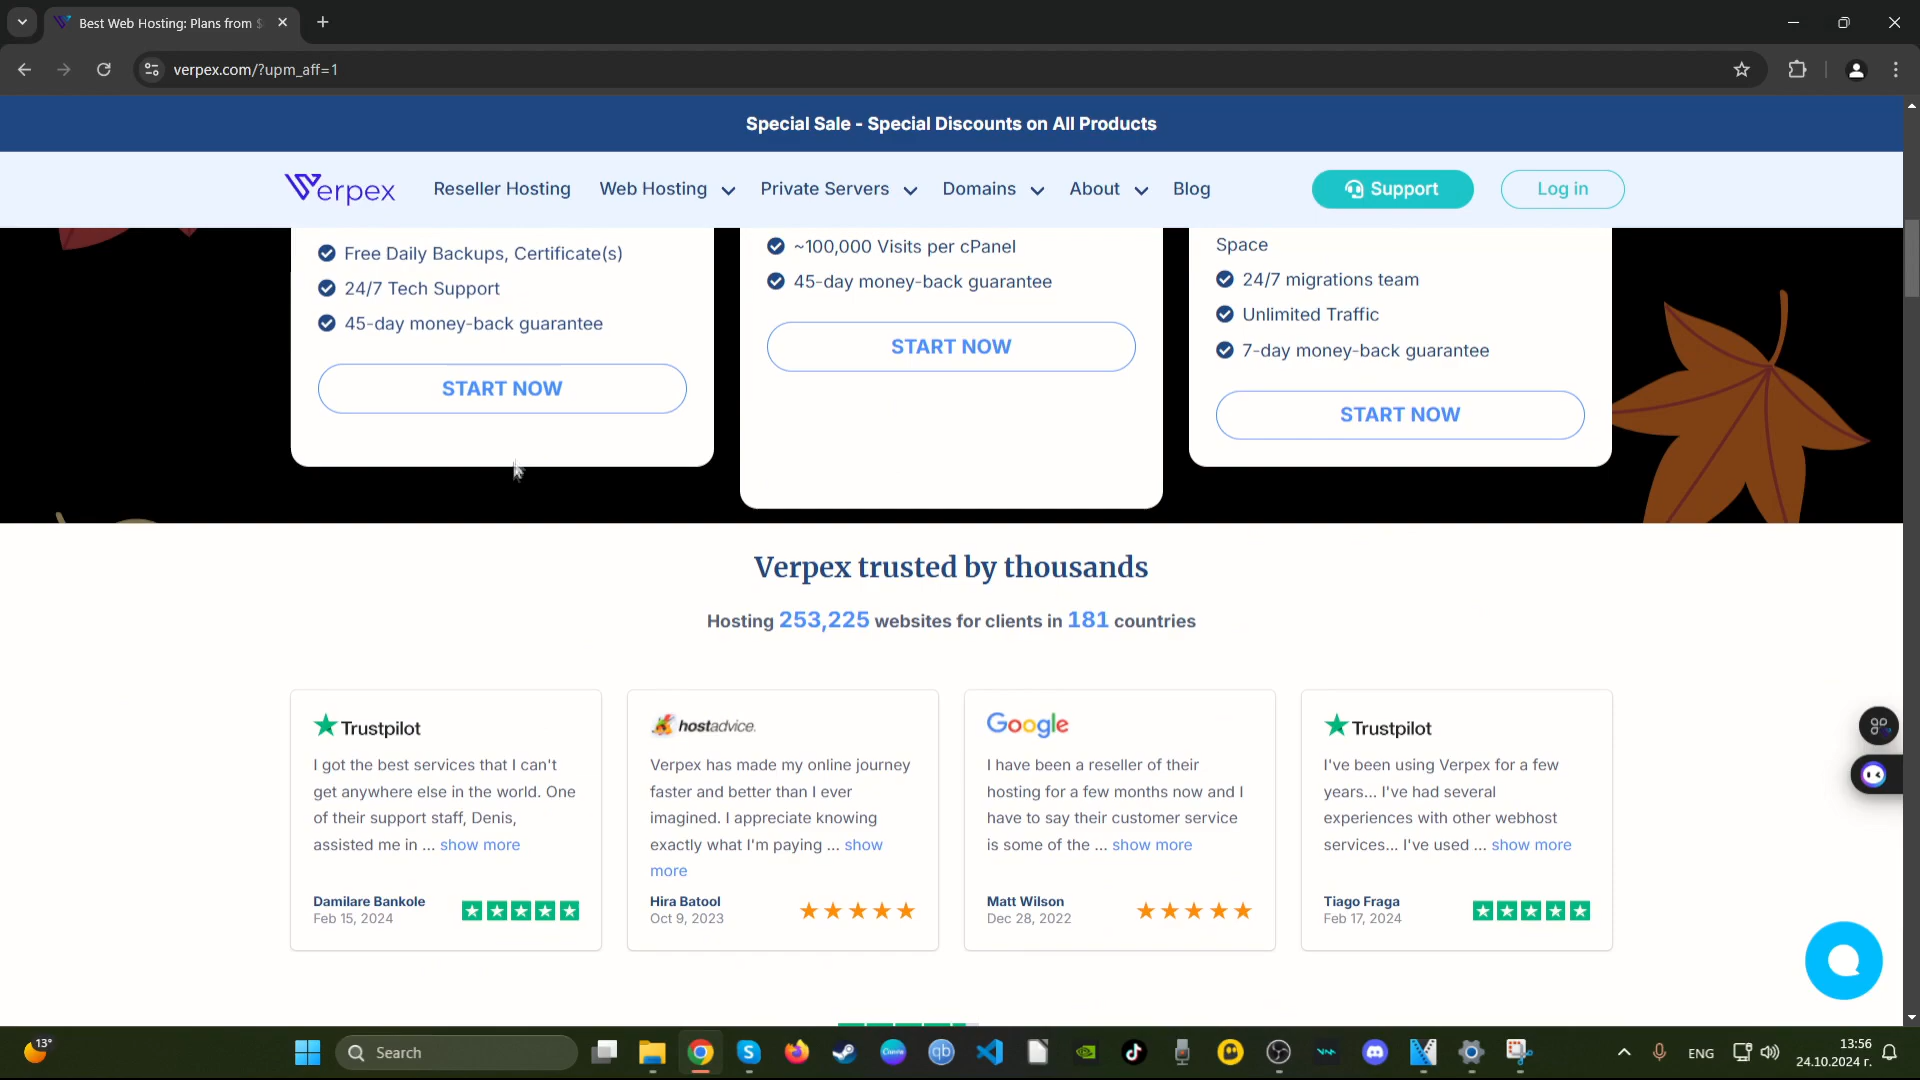 Best Web Hosting: Plans from $
verpex.com/?upm_aff=1
Special Sale - Special Discounts on All Products
Verpex
Reseller Hosting
Web Hosting
Private Servers
Domains
About
Blog
Support
Log in
Free Daily Backups, Certificate(s)
24/7 Tech Support
45-day money-back guarantee
START NOW
~100,000 Visits per cPanel
45-day money-back guarantee
START NOW
Space
24/7 migrations team
Unlimited Traffic
7-day money-back guarantee
START NOW
Verpex trusted by thousands
Hosting 253,225 websites for clients in 181 countries
Trustpilot
I got the best services that I can't
get anywhere else in the world. One
of their support staff, Denis,
assisted me in ... show more
Damilare Bankole
Feb 15, 2024
hostadvice.
Verpex has made my online journey
faster and better than I ever
imagined. I appreciate knowing
exactly what I'm paying ... show
more
Hira Batool
Oct 9, 2023
Google
I have been a reseller of their
hosting for a few months now and I
have to say their customer service
is some of the ... show more
Matt Wilson
Dec 28, 2022
Trustpilot
I've been using Verpex for a few
years... I've had several
experiences with other webhost
services... I've used ... show more
Tiago Fraga
Feb 17, 2024
13°
Search
Canva
qb
ENG
13:56
24.10.2024 г.